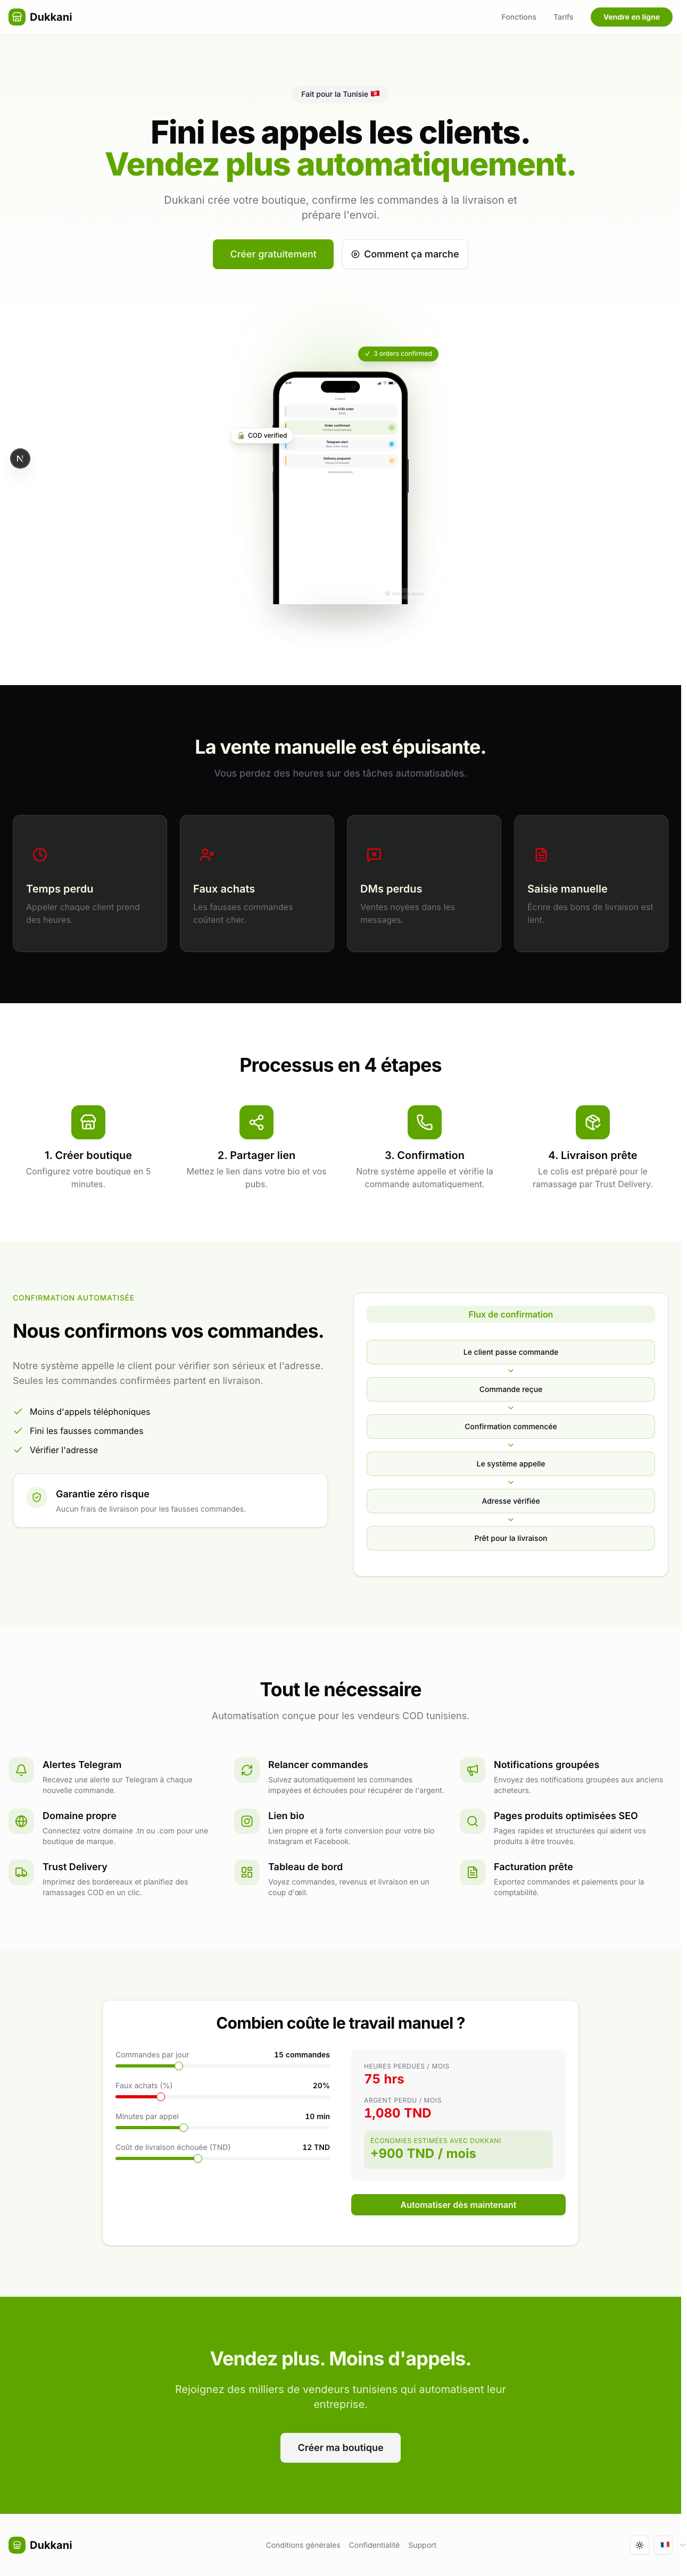 Dukkani
Fonctions
Tarifs
Vendre en ligne
Fait pour la Tunisie
Fini les appels les clients.
Vendez plus automatiquement.
Dukkani crée votre boutique, confirme les commandes à la livraison et
prépare l'envoi.
Créer gratuitement
Comment ça marche
3 orders confirmed
New COD order
Order confirmed
COD verified
Telegram alert
Delivery prepared
N
La vente manuelle est épuisante.
Vous perdez des heures sur des tâches automatisables.
Temps perdu
Appeler chaque client prend
des heures.
Faux achats
Les fausses commandes
coûtent cher.
DMs perdus
Ventes noyées dans les
messages.
Saisie manuelle
Écrire des bons de livraison est
lent.
Processus en 4 étapes
1. Créer boutique
Configurez votre boutique en 5
minutes.
2. Partager lien
Mettez le lien dans votre bio et vos
pubs.
3. Confirmation
Notre système appelle et vérifie la
commande automatiquement.
4. Livraison prête
Le colis est préparé pour le
ramassage par Trust Delivery.
CONFIRMATION AUTOMATISÉE
Nous confirmons vos commandes.
Notre système appelle le client pour vérifier son sérieux et l'adresse.
Seules les commandes confirmées partent en livraison.
Moins d'appels téléphoniques
Fini les fausses commandes
Vérifier l'adresse
Garantie zéro risque
Aucun frais de livraison pour les fausses commandes.
Flux de confirmation
Le client passe commande
Commande reçue
Confirmation commencée
Le système appelle
Adresse vérifiée
Prêt pour la livraison
Tout le nécessaire
Automatisation conçue pour les vendeurs COD tunisiens.
Alertes Telegram
Recevez une alerte sur Telegram à chaque
nouvelle commande.
Relancer commandes
Suivez automatiquement les commandes
impayées et échouées pour récupérer de l'argent.
Notifications groupées
Envoyez des notifications groupées aux anciens
acheteurs.
Domaine propre
Connectez votre domaine .tn ou .com pour une
boutique de marque.
Lien bio
Lien propre et à forte conversion pour votre bio
Instagram et Facebook.
Pages produits optimisées SEO
Pages rapides et structurées qui aident vos
produits à être trouvés.
Trust Delivery
Imprimez des bordereaux et planifiez des
ramassages COD en un clic.
Tableau de bord
Voyez commandes, revenus et livraison en un
coup d'œil.
Facturation prête
Exportez commandes et paiements pour la
comptabilité.
Combien coûte le travail manuel ?
Commandes par jour
15 commandes
Faux achats (%)
20%
Minutes par appel
10 min
Coût de livraison échouée (TND)
12 TND
HEURES PERDUES / MOIS
75 hrs
ARGENT PERDU / MOIS
1,080 TND
ÉCONOMIES ESTIMÉES AVEC DUKKANI
+900 TND / mois
Automatiser dès maintenant
Vendez plus. Moins d'appels.
Rejoignez des milliers de vendeurs tunisiens qui automatisent leur
entreprise.
Créer ma boutique
Dukkani
Conditions générales
Confidentialité
Support